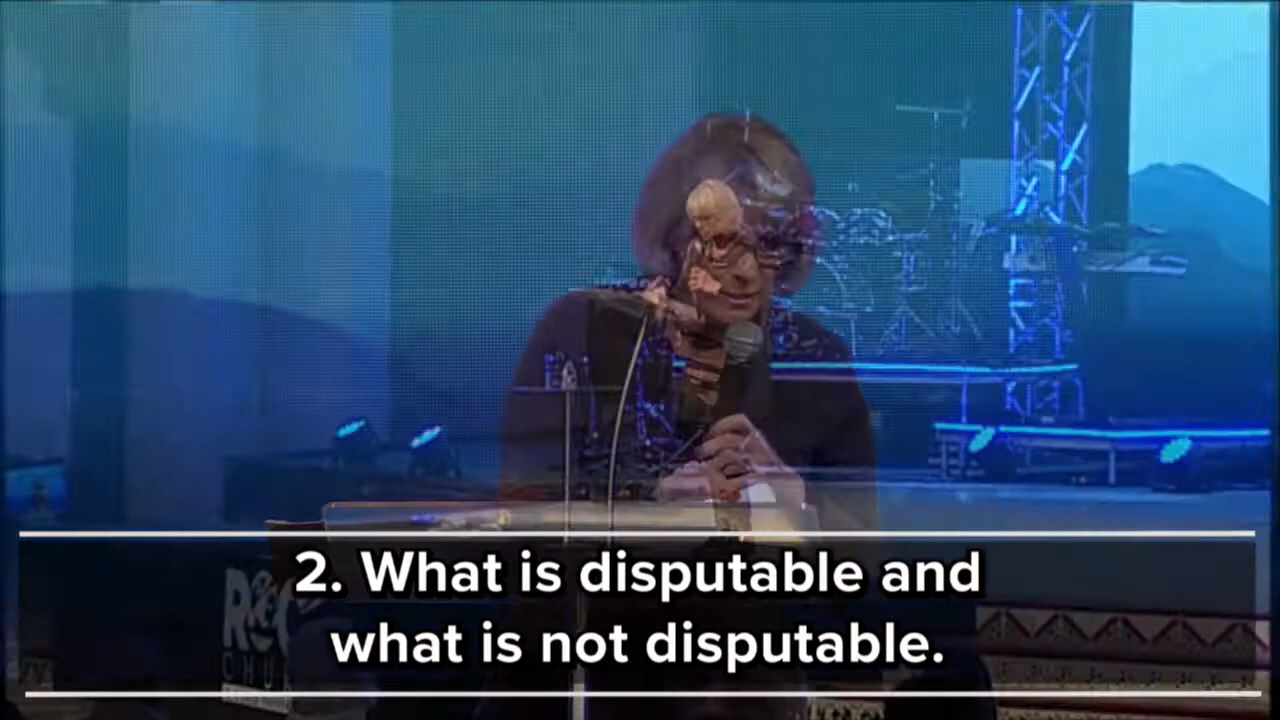 2. What is disputable and
what is not disputable.